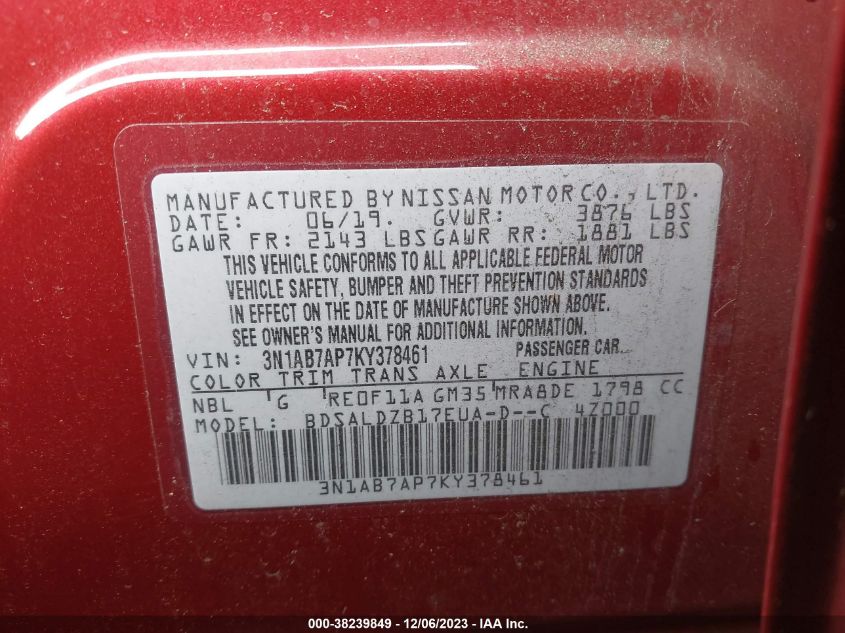 MANUFACTURED BY NISSAN MOTOR CO., LTD.
DATE: 06/19. GVWR: 3876 LBS
GAWR FR: 2143 LBS GAWR RR: 1881 LBS
THIS VEHICLE CONFORMS TO ALL APPLICABLE FEDERAL MOTOR
VEHICLE SAFETY, BUMPER AND THEFT PREVENTION STANDARDS
IN EFFECT ON THE DATE OF MANUFACTURE SHOWN ABOVE.
SEE OWNER'S MANUAL FOR ADDITIONAL INFORMATION.
VIN: 3N1AB7AP7KY378461 PASSENGER CAR
COLOR TRIM TRANS AXLE ENGINE
NBL G RE0F11A GM35 MRA8DE 1798 CC
MODEL: BDSALDZB17EUA-D--C 4Z000
3N1AB7AP7KY378461
000-38239849 - 12/06/2023 - IAA Inc.